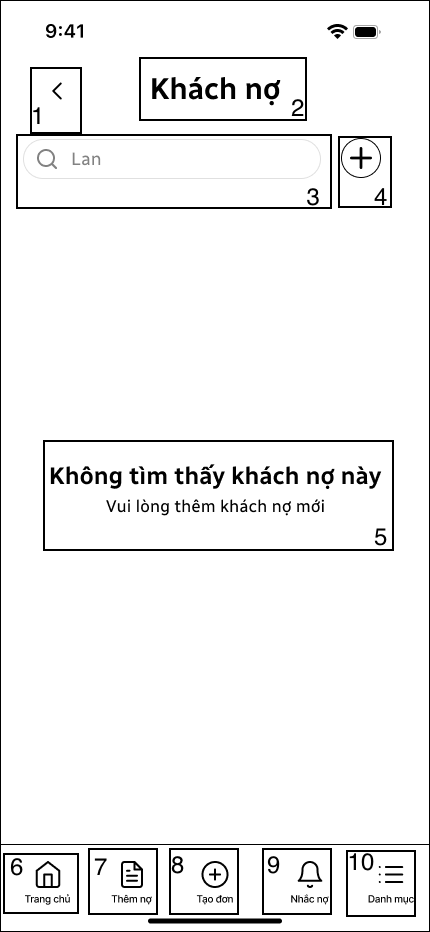 9:41
1
Khách nợ
2
Lan
3
4
Không tìm thấy khách nợ này
Vui lòng thêm khách nợ mới
5
6
7
8
9
10
Trang chủ
Thêm nợ
Tạo đơn
Nhắc nợ
Danh mục